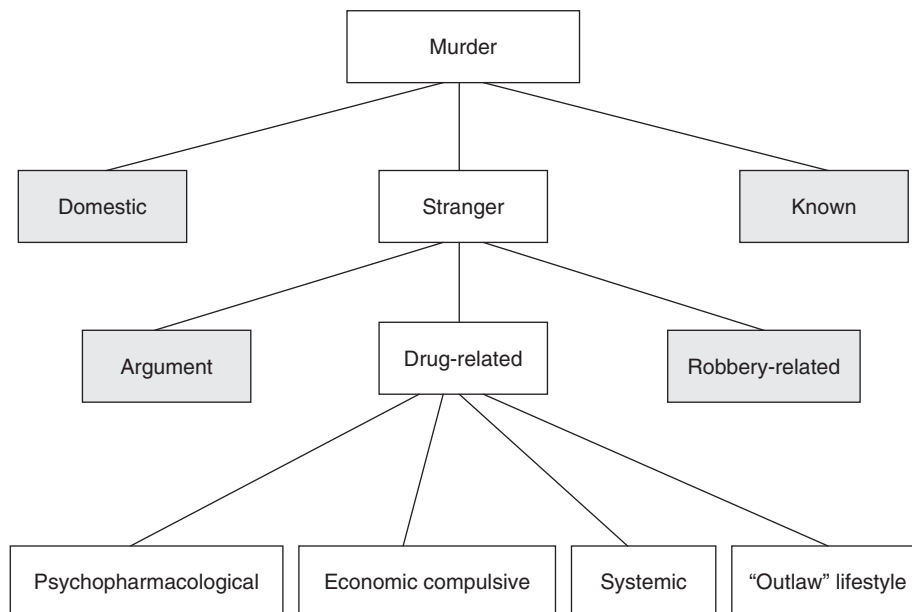 Murder
Domestic
Stranger
Known
Argument
Drug-related
Robbery-related
Psychopharmacological
Economic compulsive
Systemic
“Outlaw” lifestyle